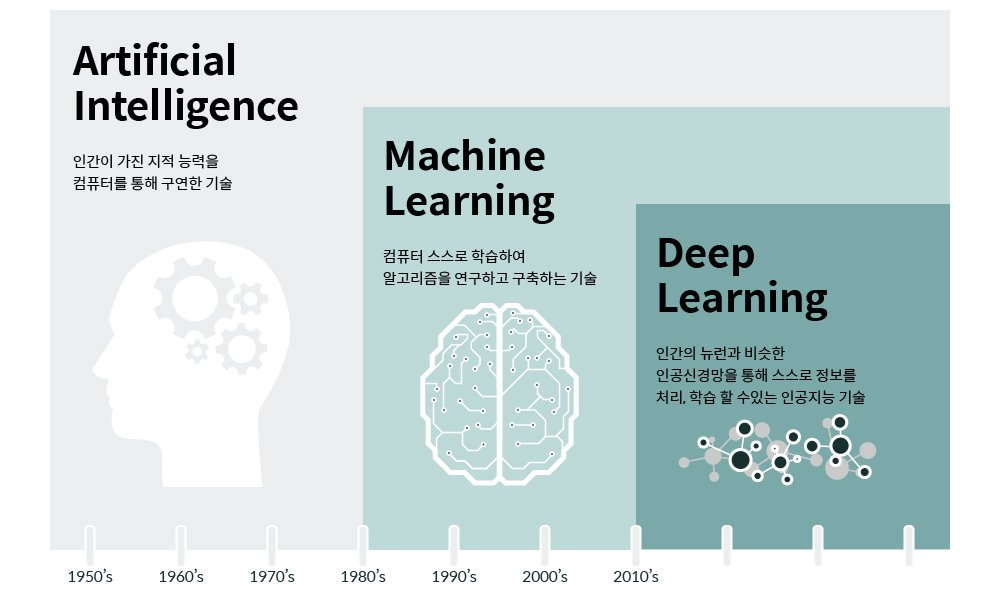 Artificial
Intelligence
인간이 가진 지적 능력을
컴퓨터를 통해 구연한 기술
Machine
Learning
컴퓨터 스스로 학습하여
알고리즘을 연구하고 구축하는 기술
Deep
Learning
인간의 뉴런과 비슷한
인공신경망을 통해 스스로 정보를
처리, 학습 할 수있는 인공지능 기술
1950’s 1960’s 1970’s 1980’s 1990’s 2000’s 2010’s